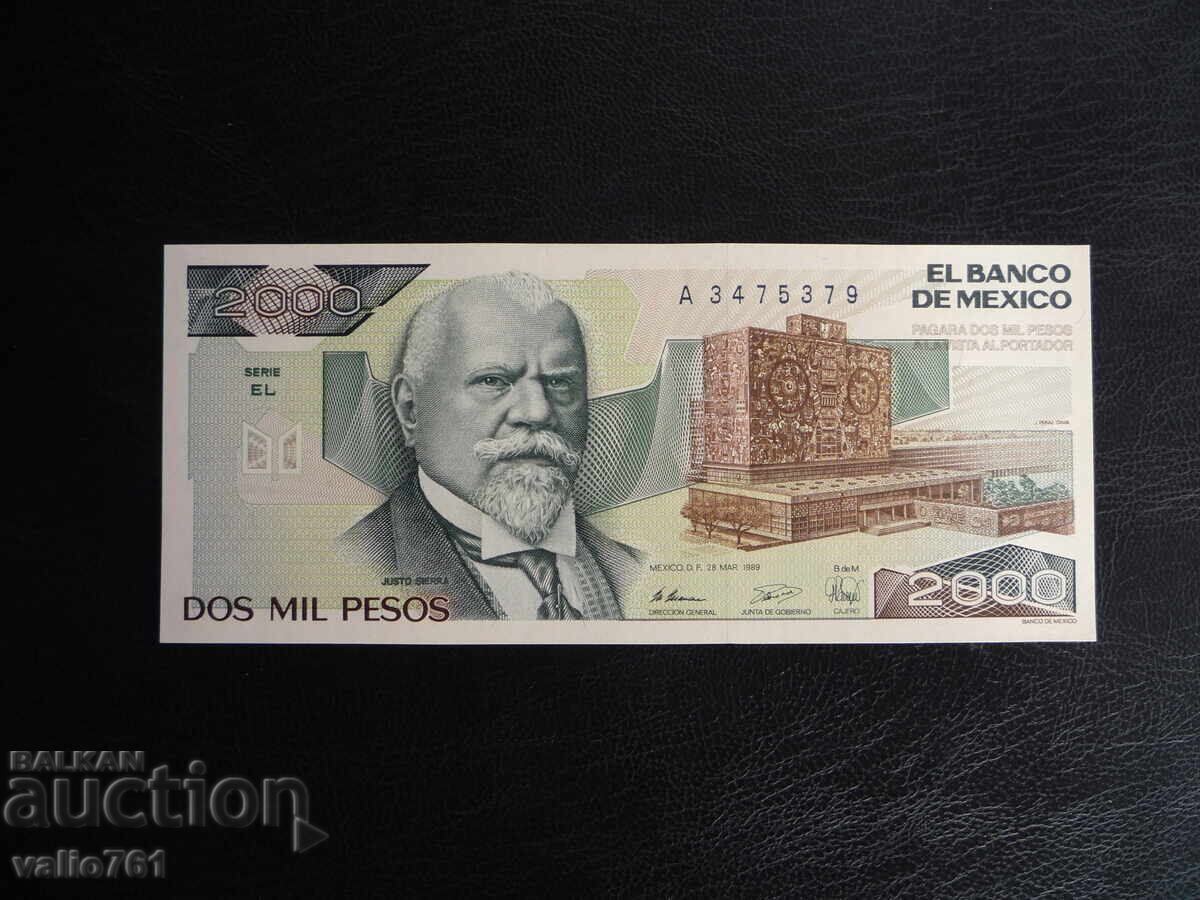 2000
A 3475379
EL BANCO
DE MEXICO
PAGARA DOS MIL PESOS
A LA VISTA AL PORTADOR
SERIE
EL
JUSTO SIERRA
DOS MIL PESOS
MEXICO, D. F. 28 MAR. 1989
B de M
DIRECCION GENERAL
JUNTA DE GOBIERNO
CAJERO
2000
BANCO DE MEXICO
BALKAN
auction
valio761